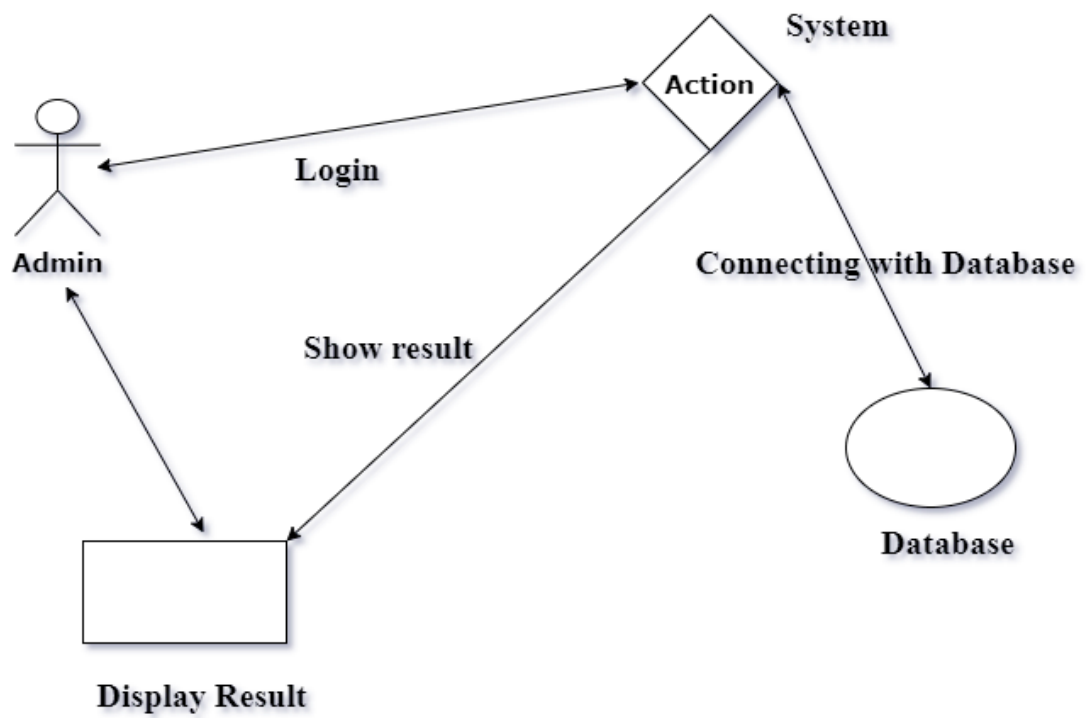 System
Action
Login
Admin
Connecting with Database
Show result
Database
Display Result